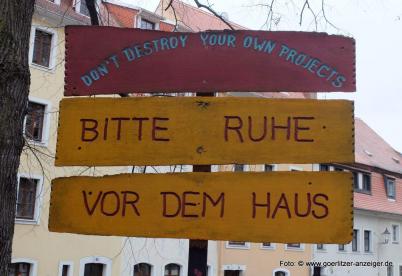 DON'T DESTROY YOUR OWN PROJECTS
BITTE RUHE
VOR DEM HAUS
Foto: © www.goerlitzer-anzeiger.de